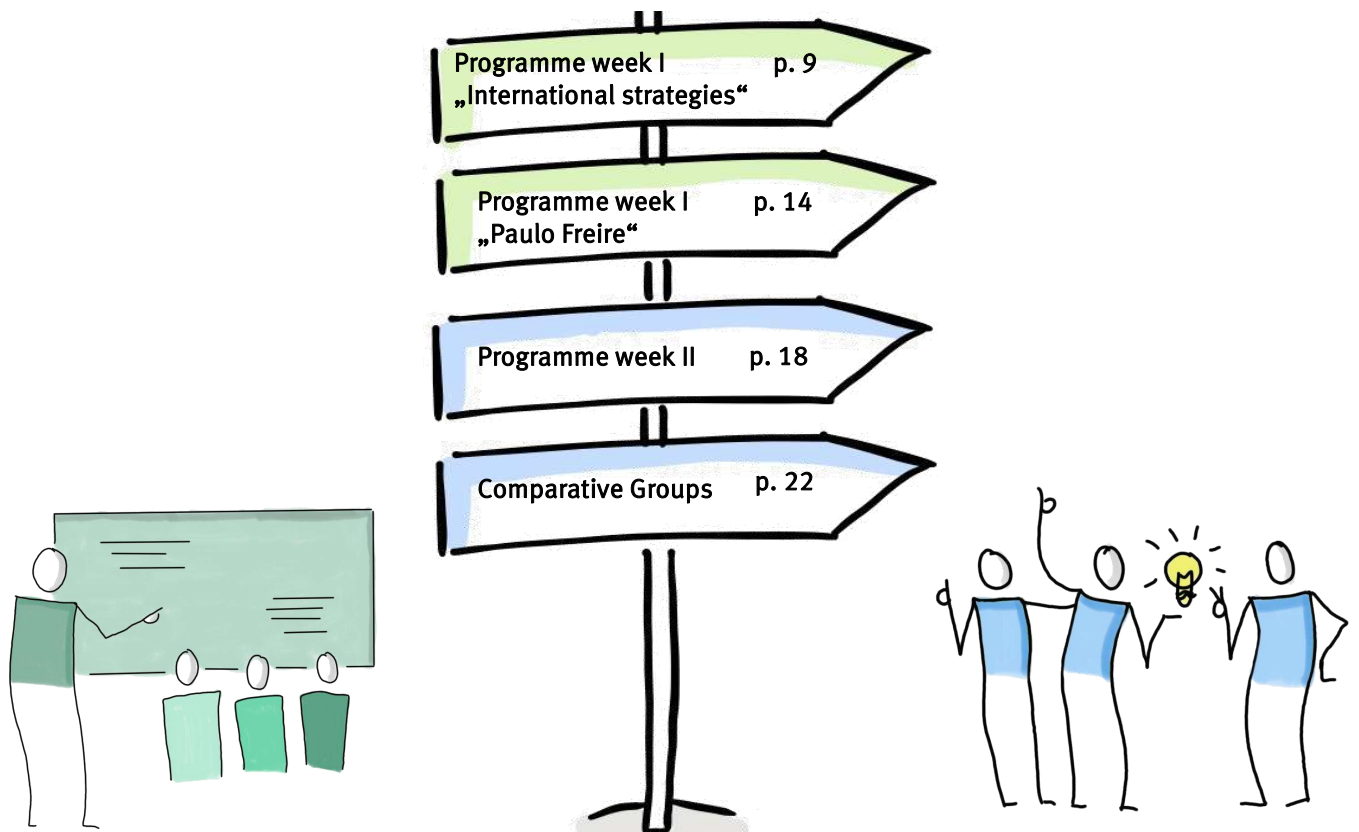 Programme week I p. 9
„International strategies“
Programme week I p. 14
„Paulo Freire“
Programme week II p. 18
Comparative Groups p. 22